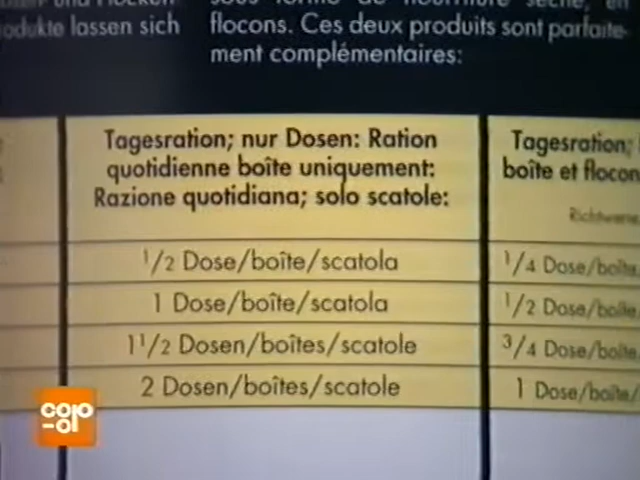 odukte lassen sich
flocons. Ces deux produits sont parfaite-
ment complémentaires:
Tagesration; nur Dosen: Ration
quotidienne boîte uniquement:
Razione quotidiana; solo scatole:
Tagesration;
boîte et flocon
Richtwerte
1/2 Dose/boîte/scatola
1/4 Dose/boîte
1 Dose/boîte/scatola
1/2 Dose/boîte
1 1/2 Dosen/boîtes/scatole
3/4 Dose/boîte
2 Dosen/boîtes/scatole
1 Dose/boîte/